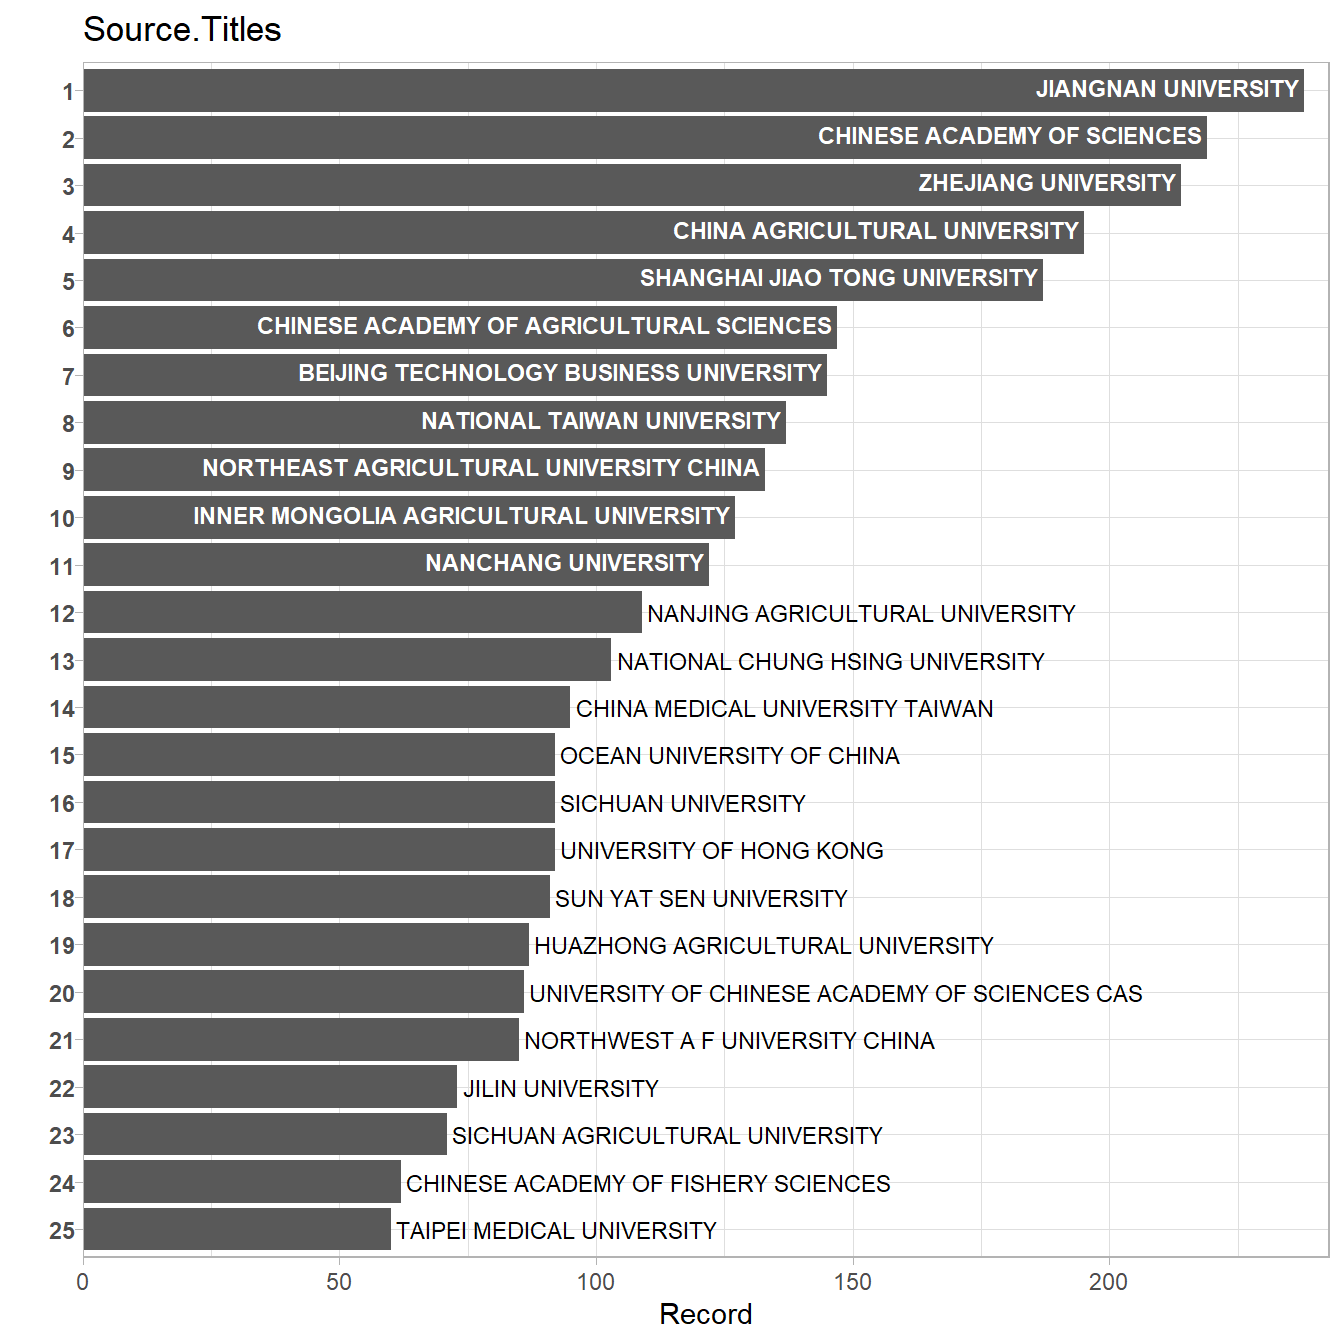 Source.Titles
1 JIANGNAN UNIVERSITY
2 CHINESE ACADEMY OF SCIENCES
3 ZHEJIANG UNIVERSITY
4 CHINA AGRICULTURAL UNIVERSITY
5 SHANGHAI JIAO TONG UNIVERSITY
6 CHINESE ACADEMY OF AGRICULTURAL SCIENCES
7 BEIJING TECHNOLOGY BUSINESS UNIVERSITY
8 NATIONAL TAIWAN UNIVERSITY
9 NORTHEAST AGRICULTURAL UNIVERSITY CHINA
10 INNER MONGOLIA AGRICULTURAL UNIVERSITY
11 NANCHANG UNIVERSITY
12 NANJING AGRICULTURAL UNIVERSITY
13 NATIONAL CHUNG HSING UNIVERSITY
14 CHINA MEDICAL UNIVERSITY TAIWAN
15 OCEAN UNIVERSITY OF CHINA
16 SICHUAN UNIVERSITY
17 UNIVERSITY OF HONG KONG
18 SUN YAT SEN UNIVERSITY
19 HUAZHONG AGRICULTURAL UNIVERSITY
20 UNIVERSITY OF CHINESE ACADEMY OF SCIENCES CAS
21 NORTHWEST A F UNIVERSITY CHINA
22 JILIN UNIVERSITY
23 SICHUAN AGRICULTURAL UNIVERSITY
24 CHINESE ACADEMY OF FISHERY SCIENCES
25 TAIPEI MEDICAL UNIVERSITY
0 50 100 150 200
Record